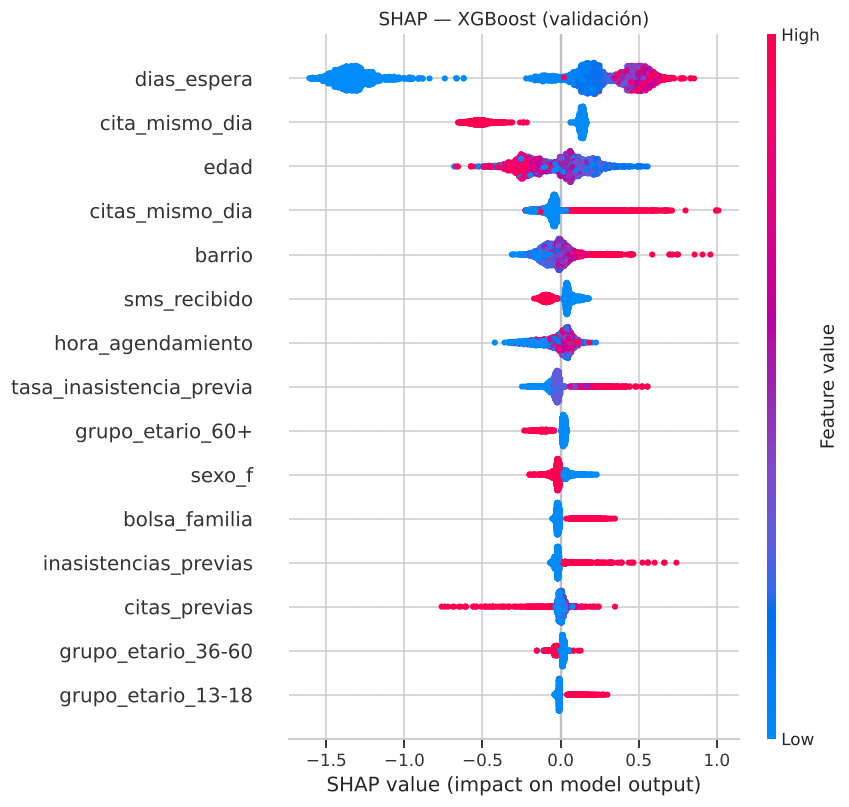 SHAP — XGBoost (validación)
High
dias_espera
cita_mismo_dia
edad
citas_mismo_dia
barrio
sms_recibido
hora_agendamiento
tasa_inasistencia_previa
grupo_etario_60+
sexo_f
bolsa_familia
inasistencias_previas
citas_previas
grupo_etario_36-60
grupo_etario_13-18
Feature value
Low
−1.5 −1.0 −0.5 0.0 0.5 1.0
SHAP value (impact on model output)